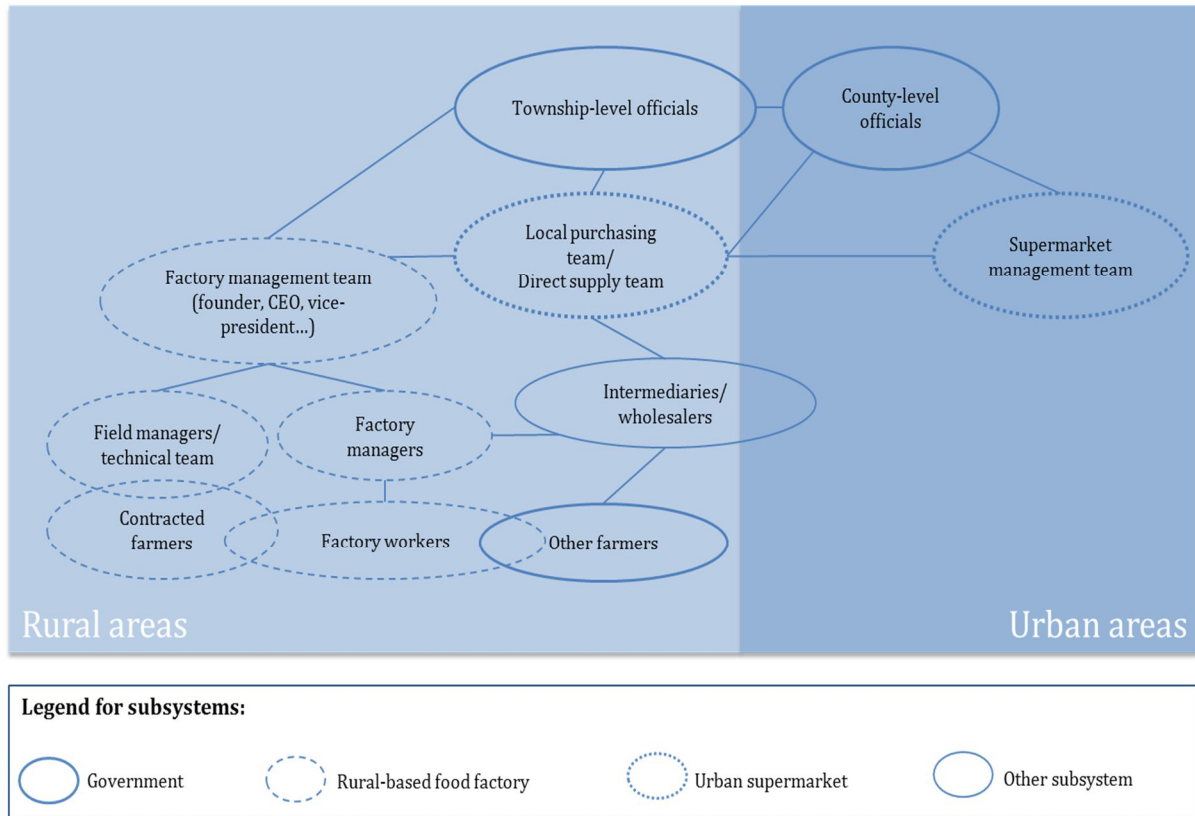 Township-level officials
County-level
officials
Local purchasing
team/
Direct supply team
Supermarket
management team
Factory management team
(founder, CEO, vice-
president...)
Intermediaries/
wholesalers
Field managers/
technical team
Factory
managers
Contracted
farmers
Factory workers
Other farmers
Rural areas
Urban areas
Legend for subsystems:
Government
Rural-based food factory
Urban supermarket
Other subsystem